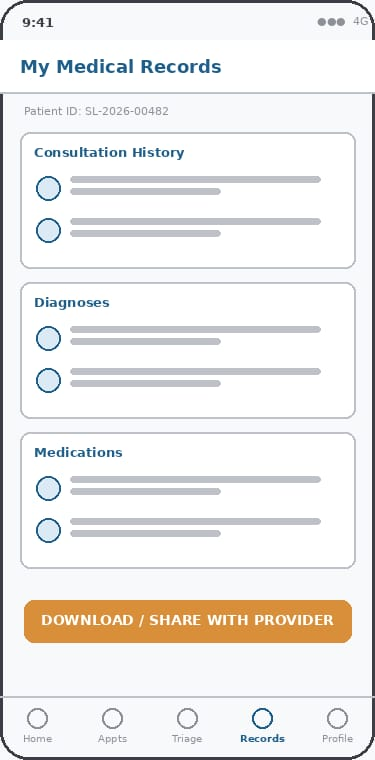 9:41
4G
My Medical Records
Patient ID: SL-2026-00482
Consultation History
Diagnoses
Medications
DOWNLOAD / SHARE WITH PROVIDER
Home
Appts
Triage
Records
Profile